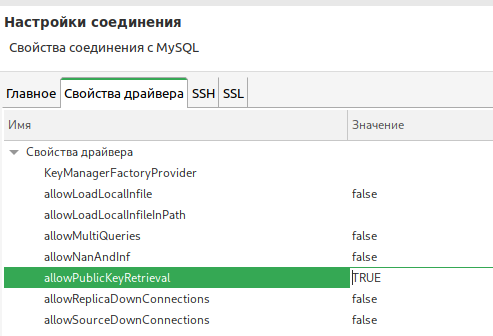 Настройки соединения
Свойства соединения с MySQL
Главное Свойства драйвера SSH SSL
Имя Значение
Свойства драйвера
KeyManagerFactoryProvider
allowLoadLocalInfile false
allowLoadLocalInfileInPath
allowMultiQueries false
allowNanAndInf false
allowPublicKeyRetrieval TRUE
allowReplicaDownConnections false
allowSourceDownConnections false